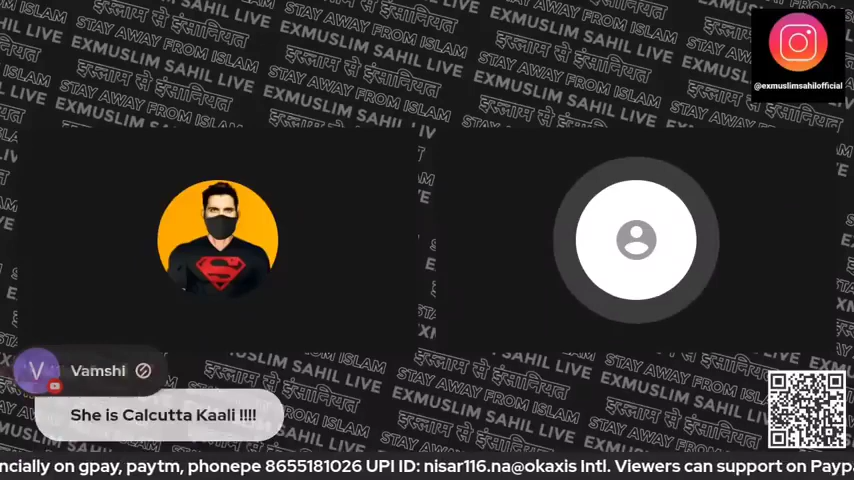 @exmuslimsahilofficial
STAY AWAY FROM ISLAM
इस्लाम से इंसानियत
EXMUSLIM SAHIL LIVE
V
Vamshi
She is Calcutta Kaali !!!!
ncially on gpay, paytm, phonepe 8655181026 UPI ID: nisar116.na@okaxis Intl. Viewers can support on Payp